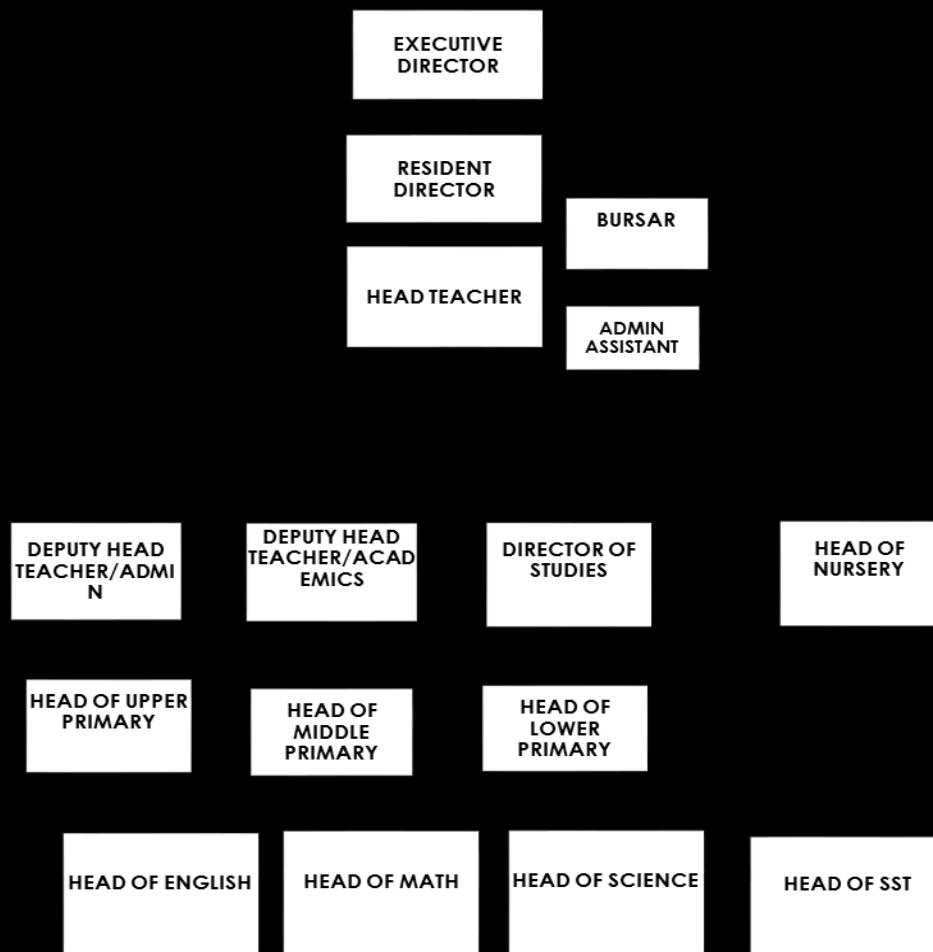 EXECUTIVE
DIRECTOR
RESIDENT
DIRECTOR
BURSAR
HEAD TEACHER
ADMIN
ASSISTANT
DEPUTY HEAD
TEACHER/ADMI
N
DEPUTY HEAD
TEACHER/ACAD
EMICS
DIRECTOR OF
STUDIES
HEAD OF
NURSERY
HEAD OF UPPER
PRIMARY
HEAD OF
MIDDLE
PRIMARY
HEAD OF
LOWER
PRIMARY
HEAD OF ENGLISH
HEAD OF MATH
HEAD OF SCIENCE
HEAD OF SST